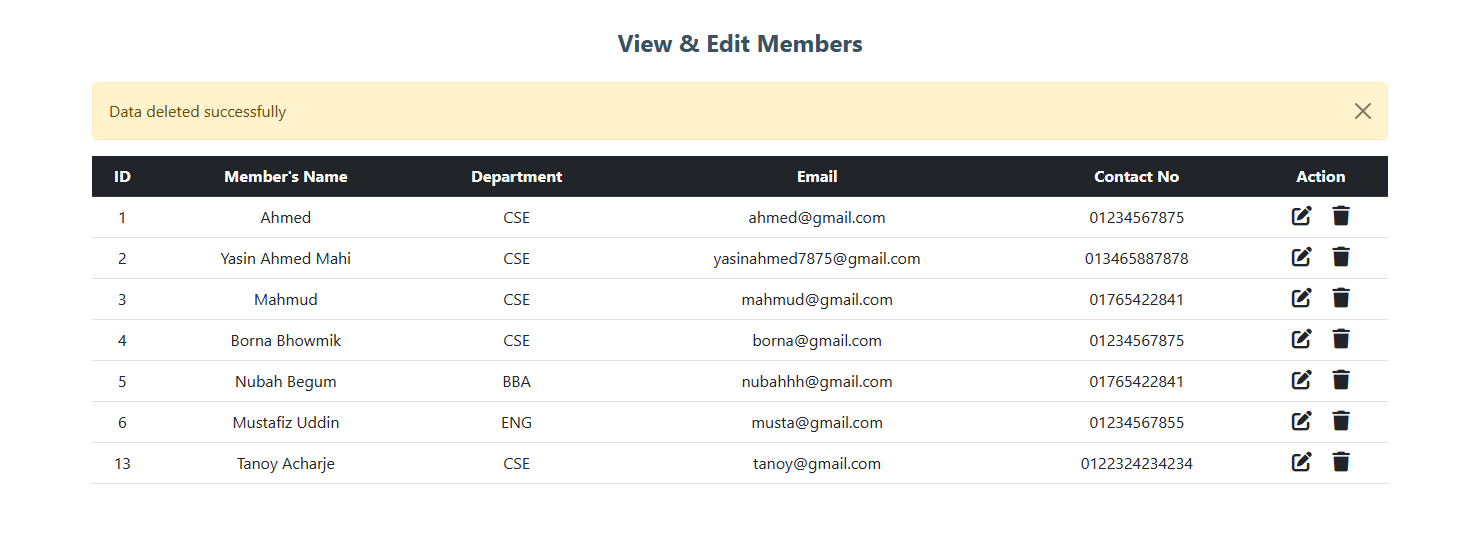 View & Edit Members
Data deleted successfully
ID Member's Name Department Email Contact No Action
1 Ahmed CSE ahmed@gmail.com 01234567875
2 Yasin Ahmed Mahi CSE yasinahmed7875@gmail.com 013465887878
3 Mahmud CSE mahmud@gmail.com 01765422841
4 Borna Bhowmik CSE borna@gmail.com 01234567875
5 Nubah Begum BBA nubahhh@gmail.com 01765422841
6 Mustafiz Uddin ENG musta@gmail.com 01234567855
13 Tanoy Acharje CSE tanoy@gmail.com 0122324234234